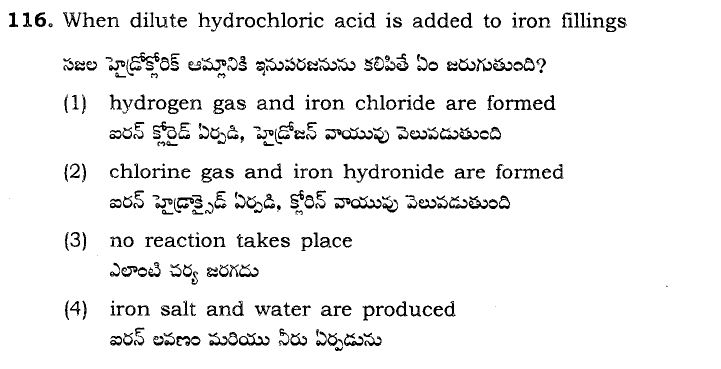 116. When dilute hydrochloric acid is added to iron fillings
సజల హైడ్రోక్లోరిక్ ఆమ్లానికి ఇనుపరజనును కలిపితే ఏం జరుగుతుంది?
(1) hydrogen gas and iron chloride are formed
ఐరన్ క్లోరైడ్ ఏర్పడి, హైడ్రోజన్ వాయువు వెలువడుతుంది
(2) chlorine gas and iron hydronide are formed
ఐరన్ హైడ్రాక్సైడ్ ఏర్పడి, క్లోరిన్ వాయువు వెలువడుతుంది
(3) no reaction takes place
ఎలాంటి చర్య జరగదు
(4) iron salt and water are produced
ఐరన్ లవణం మరియు నీరు ఏర్పడును